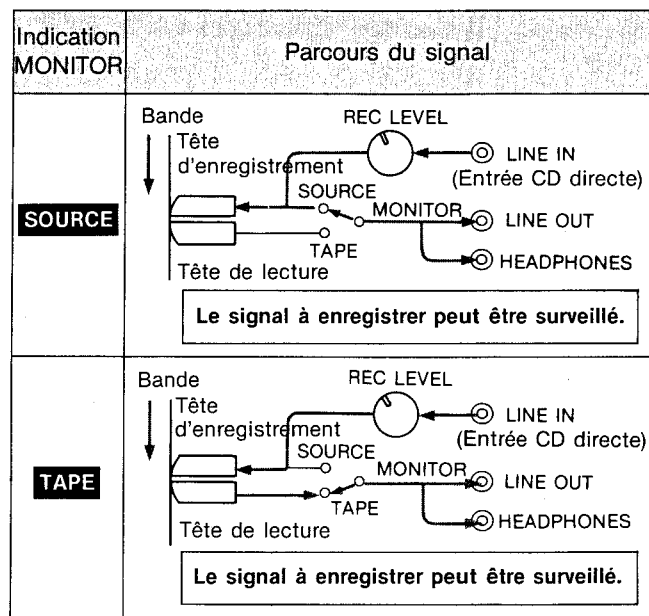 Indication
MONITOR
Parcours du signal
SOURCE
Bande
Tête
d'enregistrement
REC LEVEL
LINE IN
(Entrée CD directe)
SOURCE
MONITOR
LINE OUT
TAPE
HEADPHONES
Tête de lecture
Le signal à enregistrer peut être surveillé.
TAPE
Bande
Tête
d'enregistrement
REC LEVEL
LINE IN
(Entrée CD directe)
SOURCE
MONITOR
LINE OUT
TAPE
HEADPHONES
Tête de lecture
Le signal à enregistrer peut être surveillé.